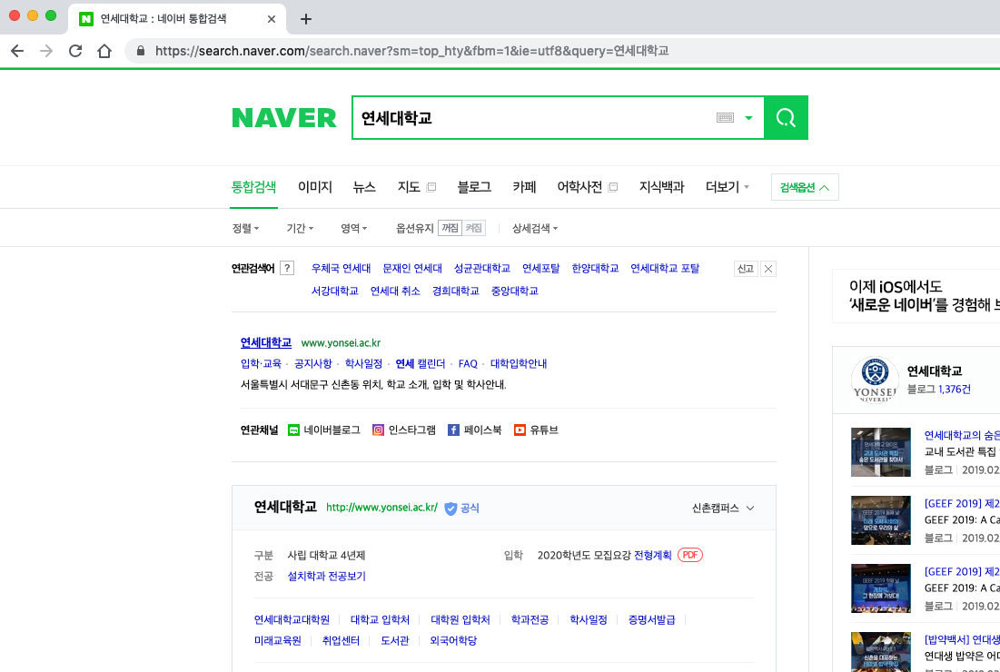 연세대학교 : 네이버 통합검색
https://search.naver.com/search.naver?sm=top_hty&fbm=1&ie=utf8&query=연세대학교
NAVER
연세대학교
통합검색 이미지 뉴스 지도 블로그 카페 어학사전 지식백과 더보기 검색옵션
정렬 기간 영역 옵션유지 꺼짐 켜짐 상세검색
연관검색어 ? 우체국 연세대 문재인 연세대 성균관대학교 연세포탈 한양대학교 연세대학교 포탈 신고
서강대학교 연세대 취소 경희대학교 중앙대학교
연세대학교 www.yonsei.ac.kr
입학·교육 · 공지사항 · 학사일정 · 연세 캘린더 · FAQ · 대학입학안내
서울특별시 서대문구 신촌동 위치, 학교 소개, 입학 및 학사안내.
연관채널 네이버블로그 인스타그램 페이스북 유튜브
연세대학교 http://www.yonsei.ac.kr/ 공식 신촌캠퍼스
구분 사립 대학교 4년제 입학 2020학년도 모집요강 전형계획 PDF
전공 설치학과 전공보기
연세대학교대학원 대학교 입학처 대학원 입학처 학과전공 학사일정 증명서발급
미래교육원 취업센터 도서관 외국어학당
이제 iOS에서도
‘새로운 네이버’를 경험해
YONSEI
연세대학교
블로그 1,376건
교내 도서관 특집
숨은 도서관을 찾아서
연세대학교의 숨은
교내 도서관 특집
블로그 2019.02
[GEEF 2019] 제2
GEEF 2019: A Ca
블로그 2019.02
[GEEF 2019] 제2
GEEF 2019: A Ca
블로그 2019.02
[밥약백서] 연대생
연대생 밥약은 어디